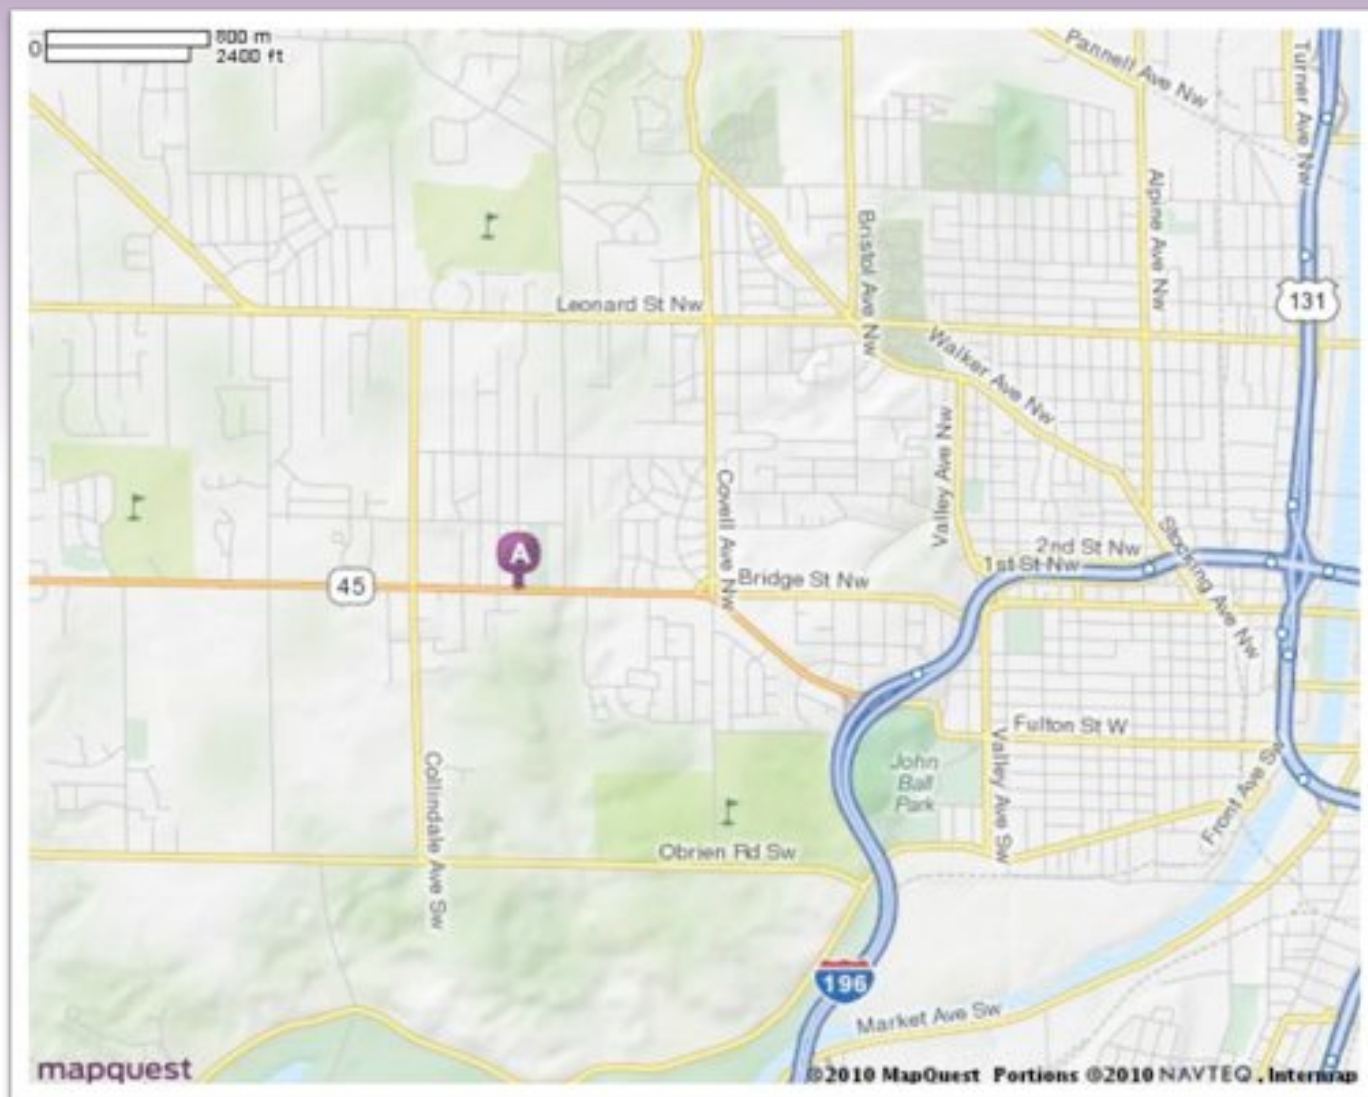 0 800 m
2400 ft
Pannell Ave Nw
Turner Ave Nw
Alpine Ave Nw
Bristol Ave Nw
131
Leonard St Nw
Walker Ave Nw
Valley Ave Nw
Covell Ave Nw
A
2nd St Nw
1st St Nw
Stocking Ave Nw
45
Bridge St Nw
Fulton St W
Valley Ave Sw
John
Ball
Park
Collindale Ave Sw
Front Ave Sw
Obrien Rd Sw
196
Market Ave Sw
mapquest
©2010 MapQuest Portions ©2010 NAVTEQ, Intermap